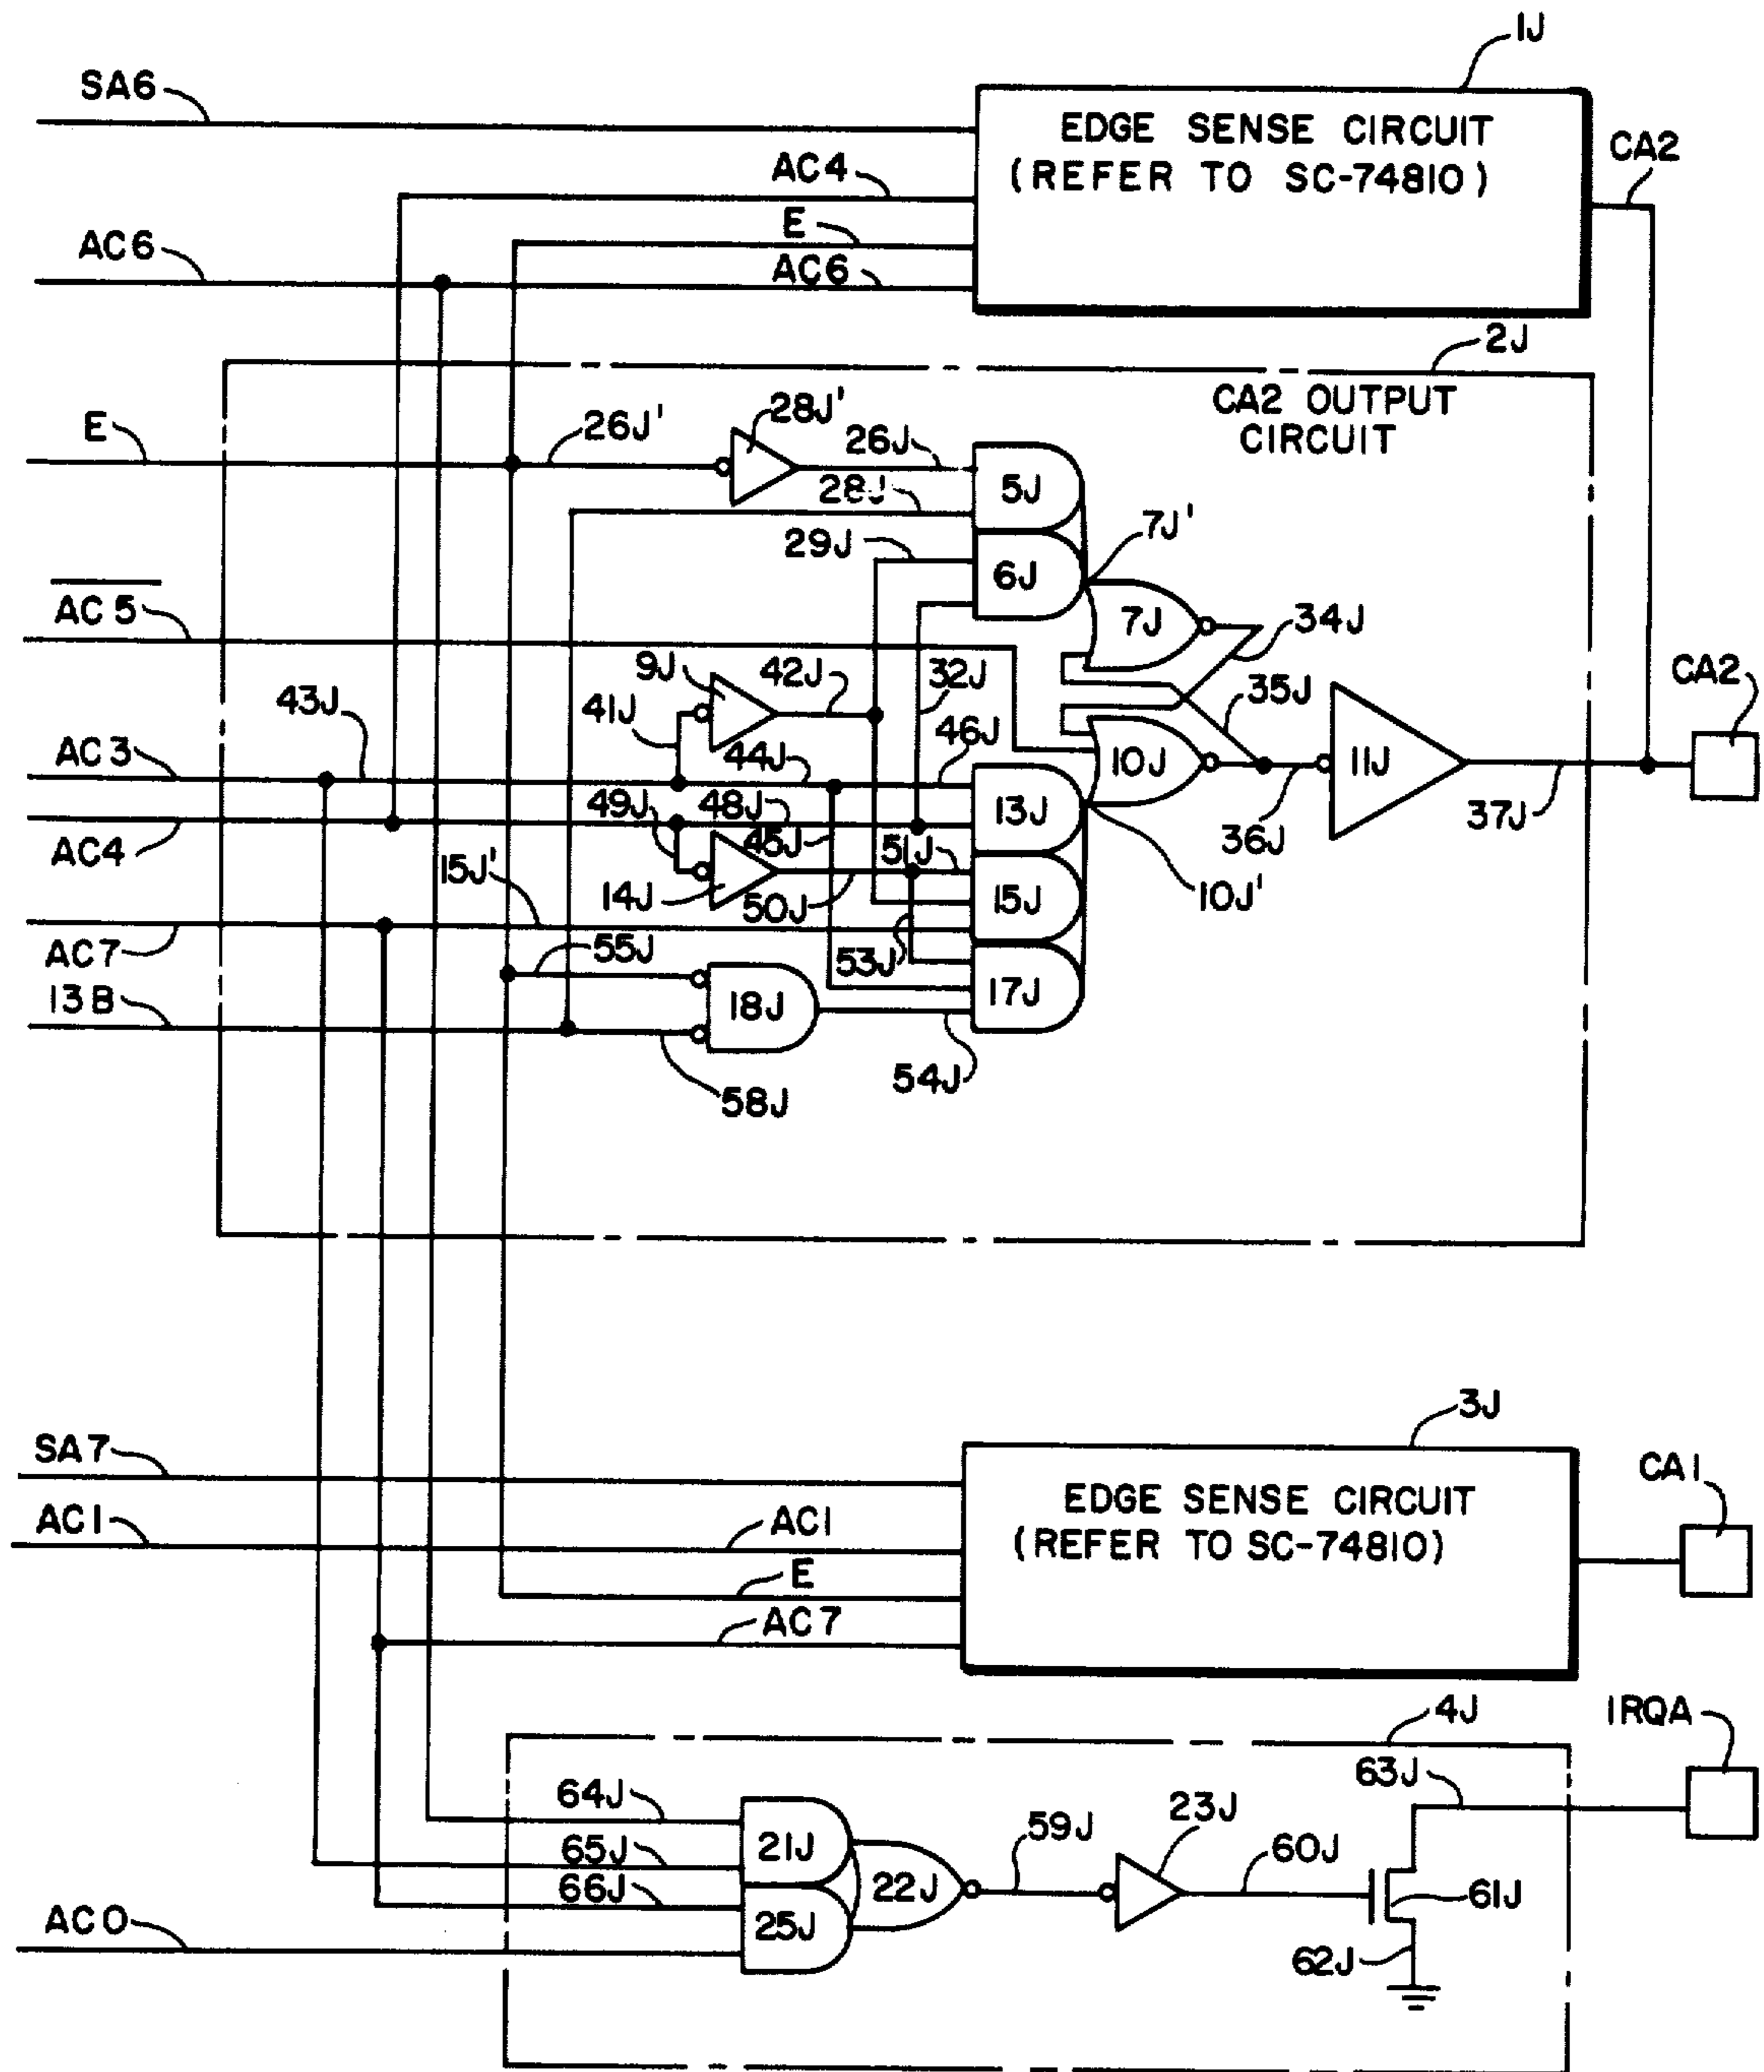 1J
SA6
EDGE SENSE CIRCUIT
(REFER TO SC-74810)
CA2
AC4
E
AC6
AC6
2J
CA2 OUTPUT
CIRCUIT
E
26J'
28J'
26J
5J
28J
7J'
29J
6J
AC5
7J
34J
9J
42J
32J
35J
CA2
43J
41J
46J
AC3
44J
10J
11J
49J
48J
13J
37J
AC4
45J
51J
36J
15J'
14J
50J
15J
10J'
AC7
55J
53J
13B
18J
17J
54J
58J
3J
SA7
CA1
EDGE SENSE CIRCUIT
(REFER TO SC-74810)
AC1
AC1
E
AC7
4J
IRQA
63J
64J
23J
59J
60J
21J
65J
66J
22J
61J
AC0
25J
62J